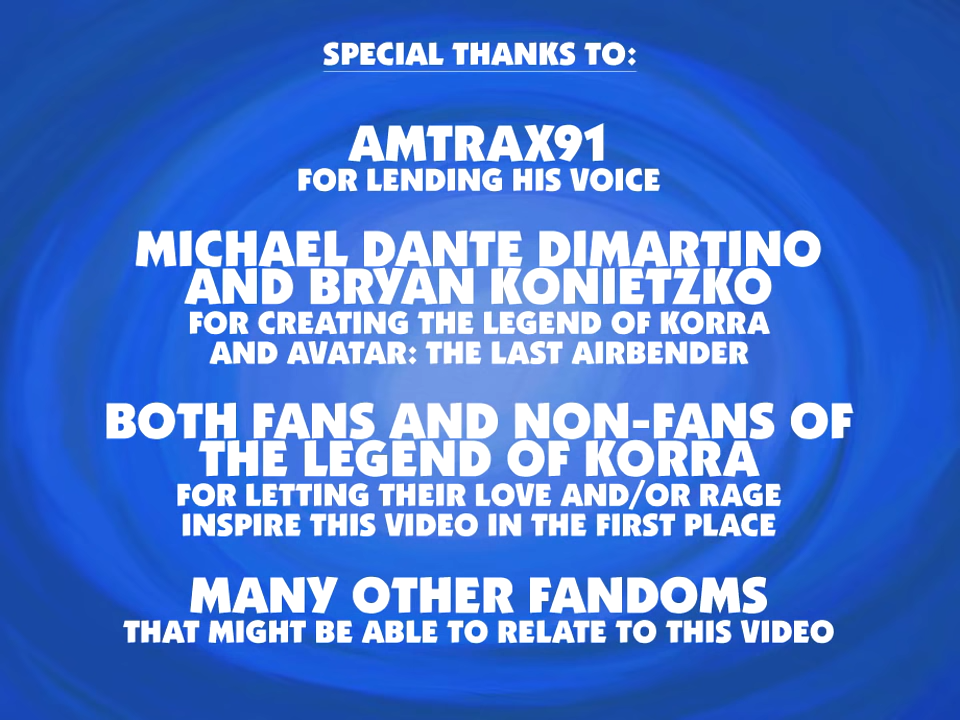 SPECIAL THANKS TO:
AMTRAX91
FOR LENDING HIS VOICE
MICHAEL DANTE DIMARTINO
AND BRYAN KONIETZKO
FOR CREATING THE LEGEND OF KORRA
AND AVATAR: THE LAST AIRBENDER
BOTH FANS AND NON-FANS OF
THE LEGEND OF KORRA
FOR LETTING THEIR LOVE AND/OR RAGE
INSPIRE THIS VIDEO IN THE FIRST PLACE
MANY OTHER FANDOMS
THAT MIGHT BE ABLE TO RELATE TO THIS VIDEO